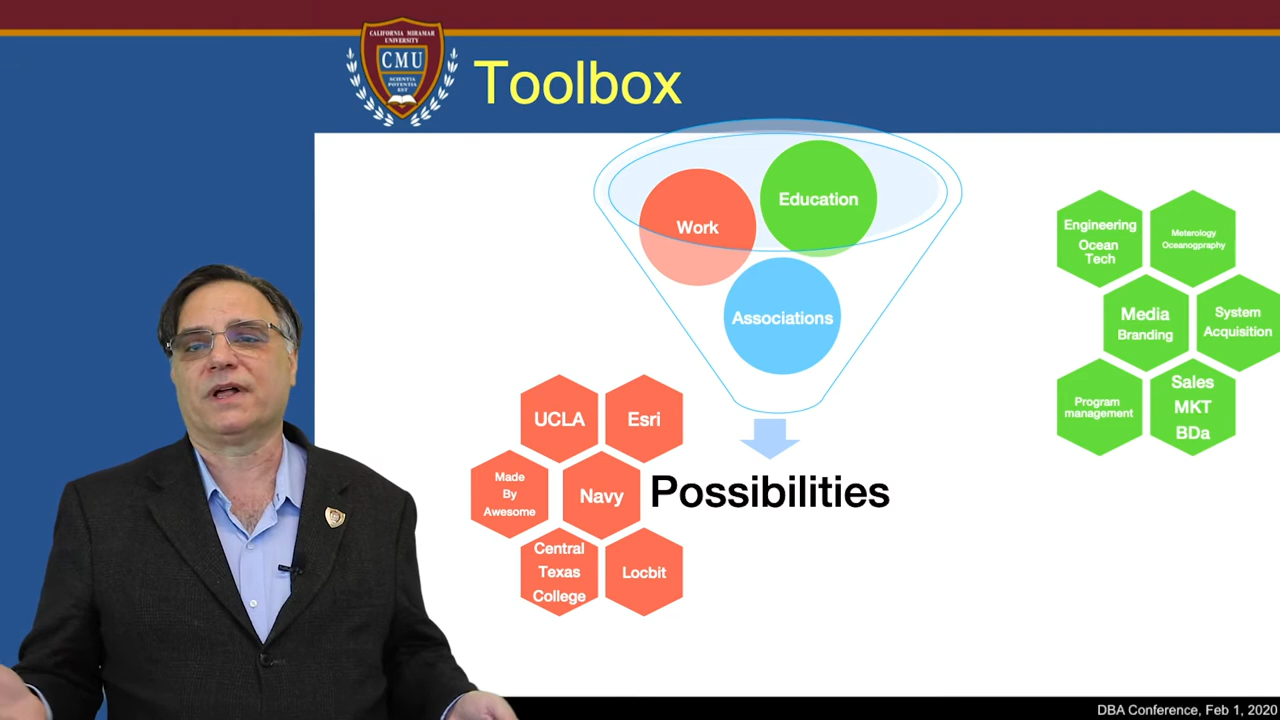 CALIFORNIA MIRAMAR
UNIVERSITY
CMU
SCIENTIA
POTENTIA
EST
Toolbox
Work
Education
Associations
Possibilities
UCLA
Esri
Made
By
Awesome
Navy
Central
Texas
College
Locbit
Engineering
Ocean
Tech
Meterology
Oceanogpraphy
Media
Branding
System
Acquisition
Program
management
Sales
MKT
BDa
DBA Conference, Feb 1, 2020